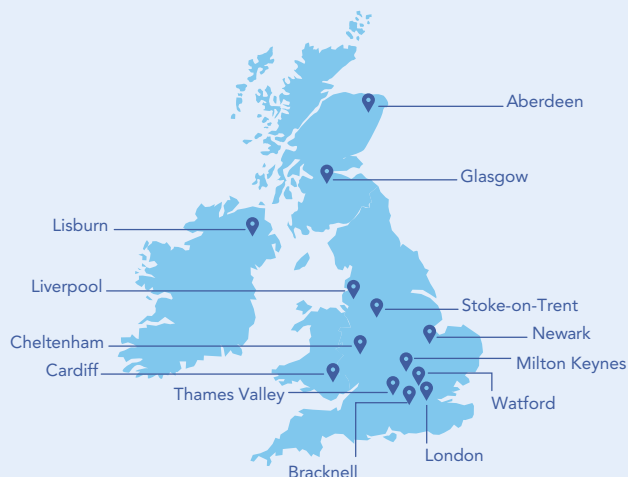 Aberdeen
Glasgow
Lisburn
Liverpool
Stoke-on-Trent
Newark
Cheltenham
Milton Keynes
Cardiff
Thames Valley
Watford
London
Bracknell